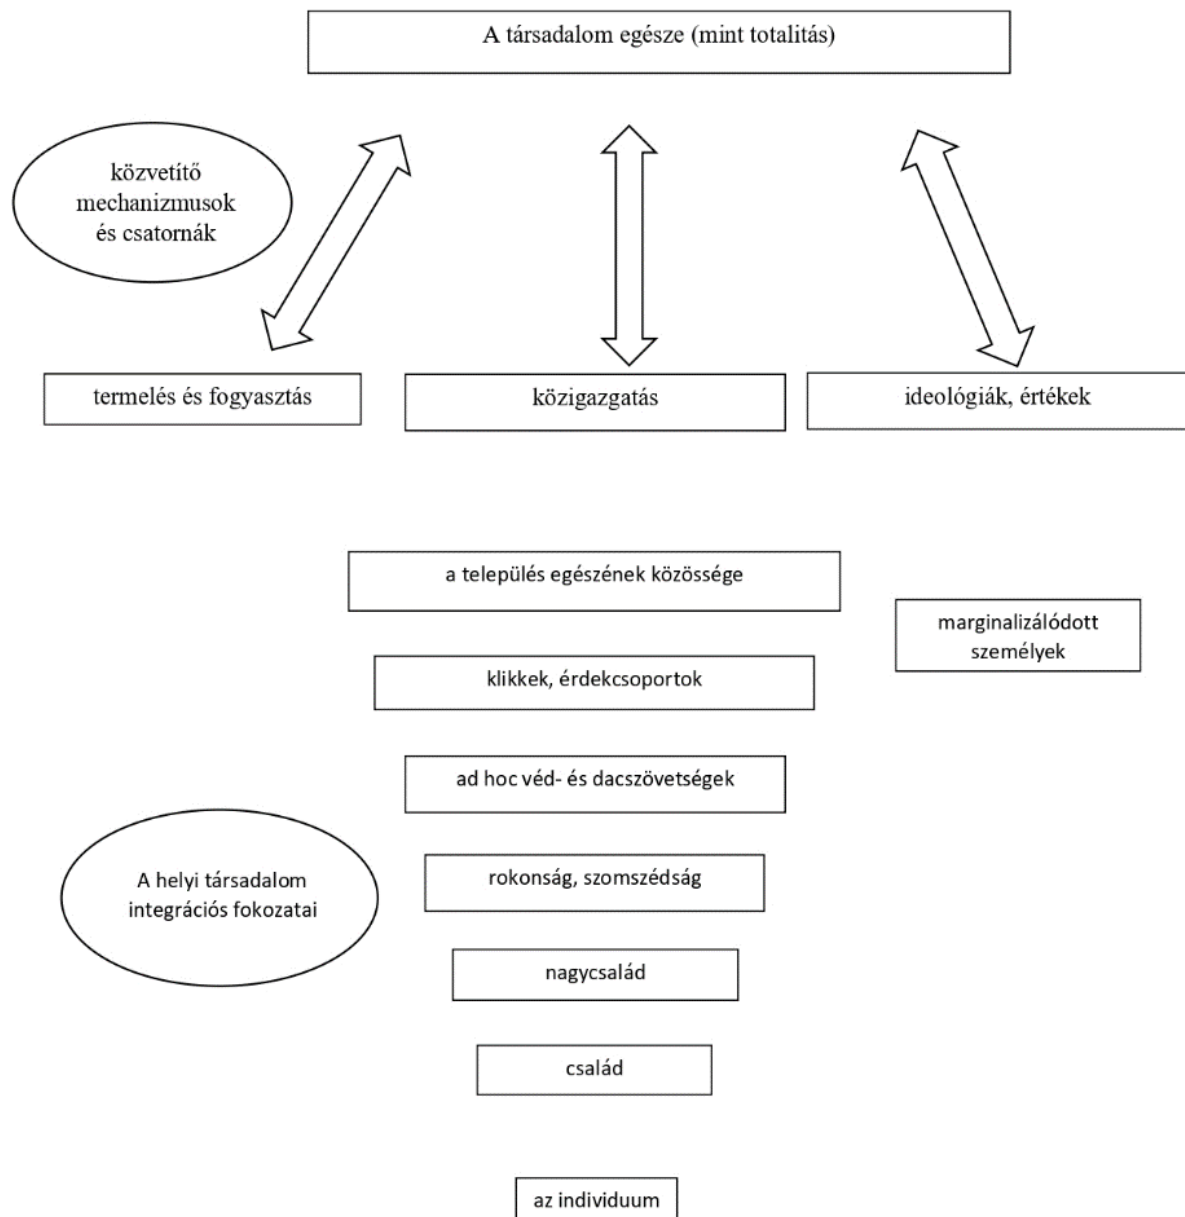 A társadalom egésze (mint totalitás)
közvetítő
mechanizmusok
és csatornák
termelés és fogyasztás
közigazgatás
ideológiák, értékek
a település egészének közössége
marginalizálódott
személyek
klikkek, érdekcsoportok
ad hoc véd- és dacszövetségek
A helyi társadalom
integrációs fokozatai
rokonság, szomszédság
nagycsalád
család
az individuum